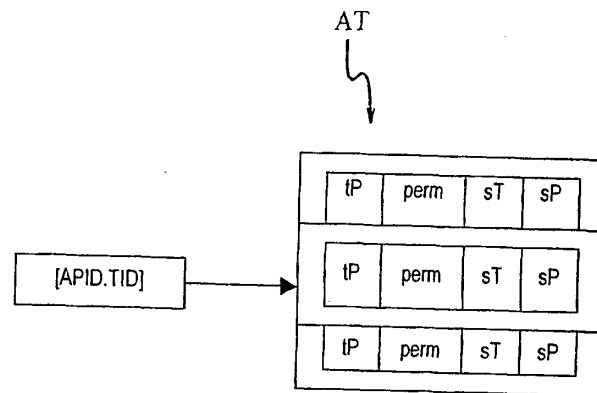 AT
tP perm sT sP
[APID.TID]
tP perm sT sP
tP perm sT sP